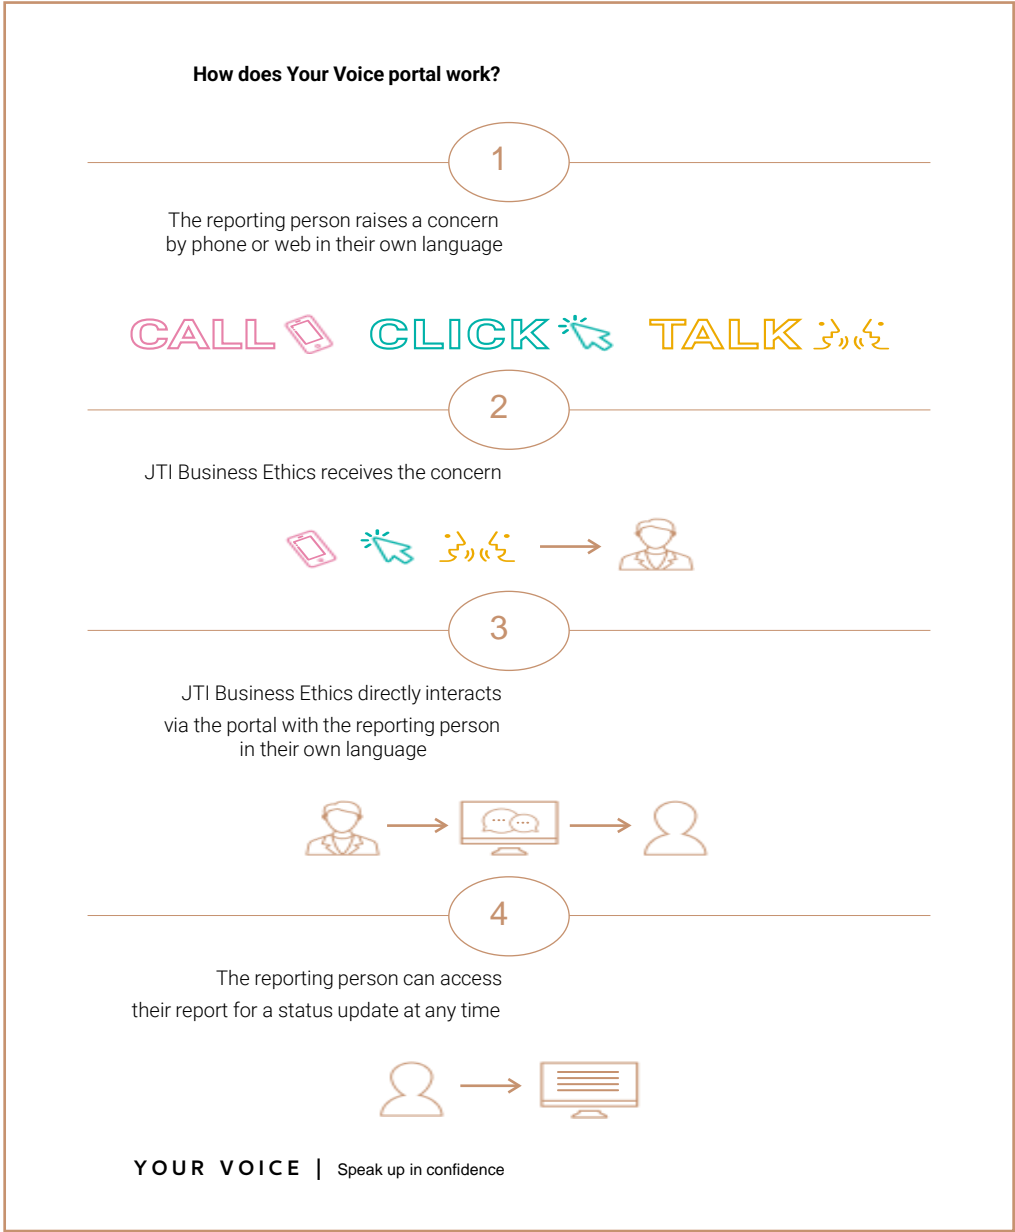 How does Your Voice portal work?
1
The reporting person raises a concern
by phone or web in their own language
CALL CLICK TALK
2
JTI Business Ethics receives the concern
3
JTI Business Ethics directly interacts
via the portal with the reporting person
in their own language
4
The reporting person can access
their report for a status update at any time
YOUR VOICE | Speak up in confidence